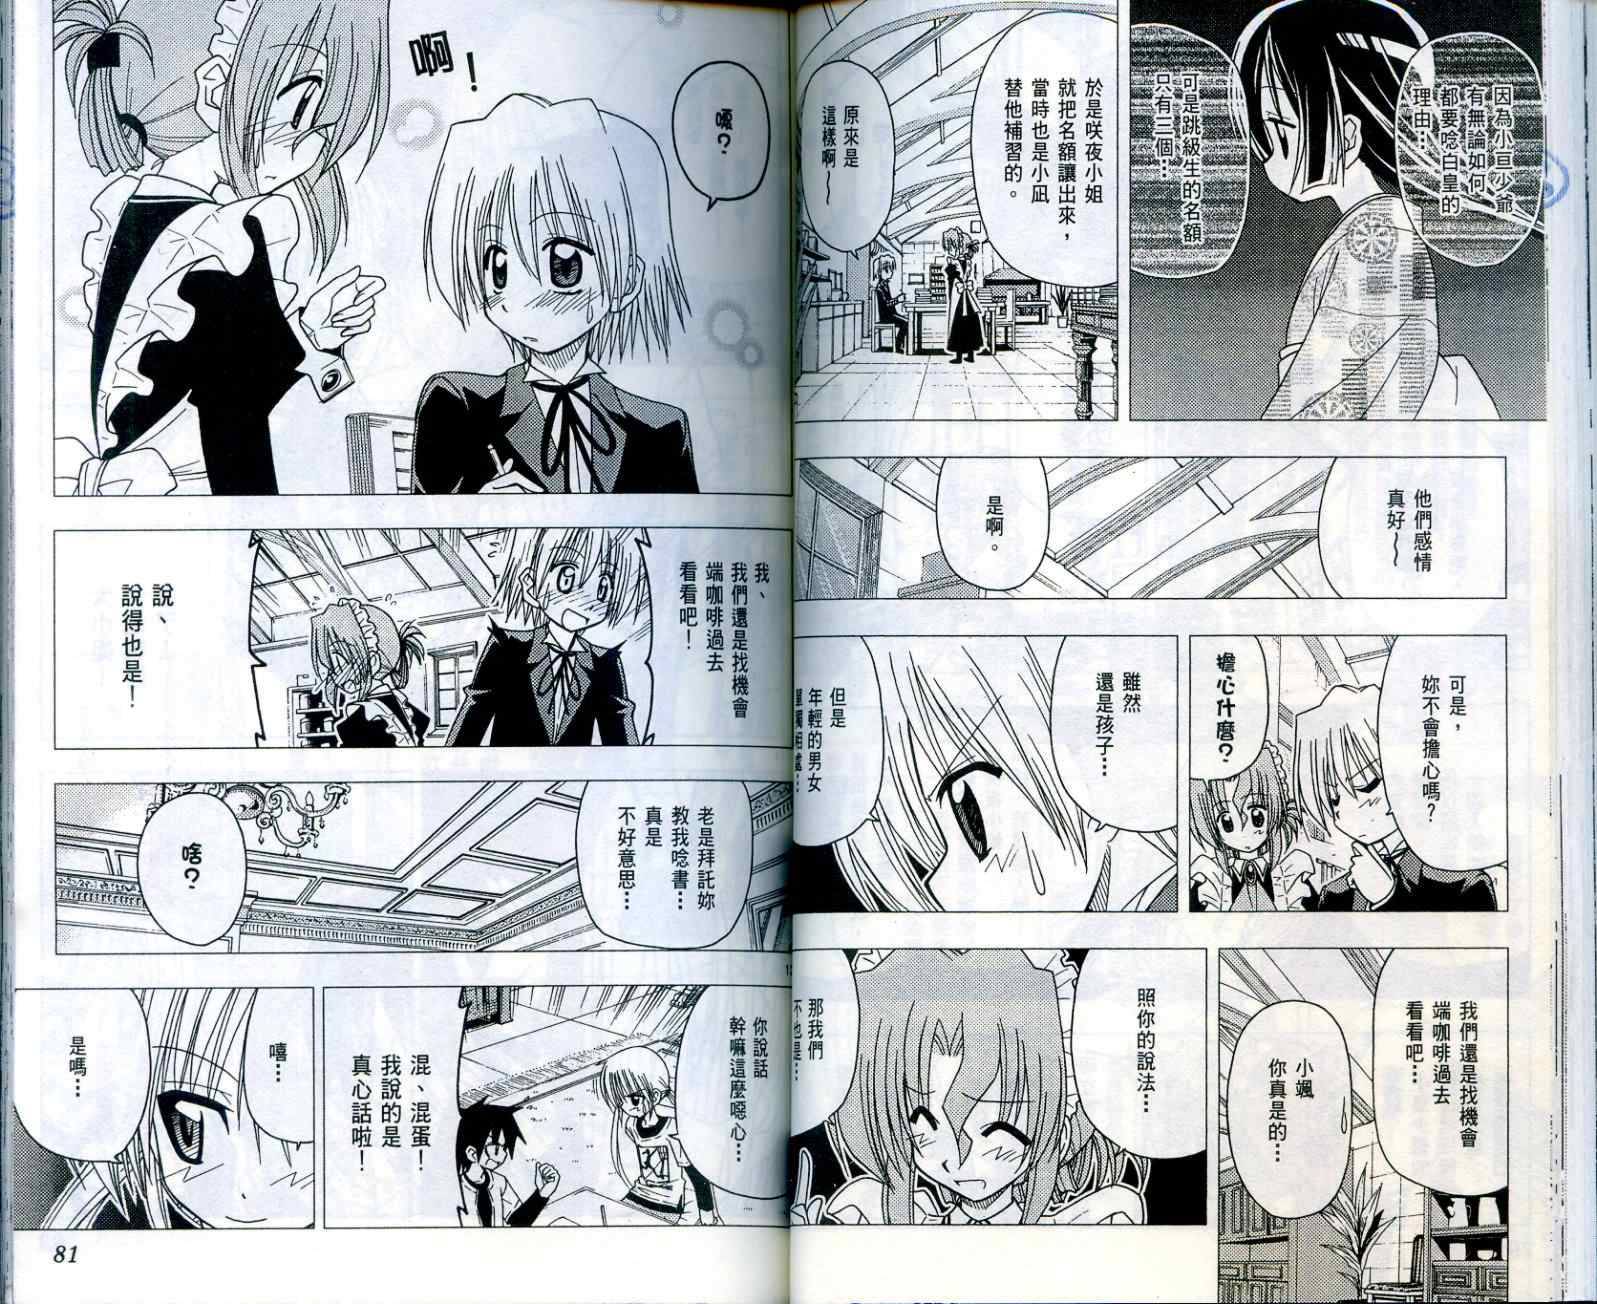 因為小亘少爺
有無論如何
都要唸白皇的
理由…
可是跳級生的名額
只有三個…
於是咲夜小姐
就把名額讓出來，
當時也是小凪
替他補習的。
原來是
這樣啊～
他們感情
真好～
是啊。
可是，
妳不會擔心嗎？
擔心什麼？
雖然
還是孩子…
但是
年輕的男女
單獨相處…
我們還是找機會
端咖啡過去
看看吧…
小颯
你真是的…
照你的說法…
那我們
不也是…
啊！
嚘？
我、
我們還是找機會
端咖啡過去
看看吧！
說、
說得也是！
老是拜託妳
教我唸書…
真是
不好意思…
啥？
你說話
幹嘛這麼噁心…
混、混蛋！
我說的是
真心話啦！
嘻…
是嗎…
81